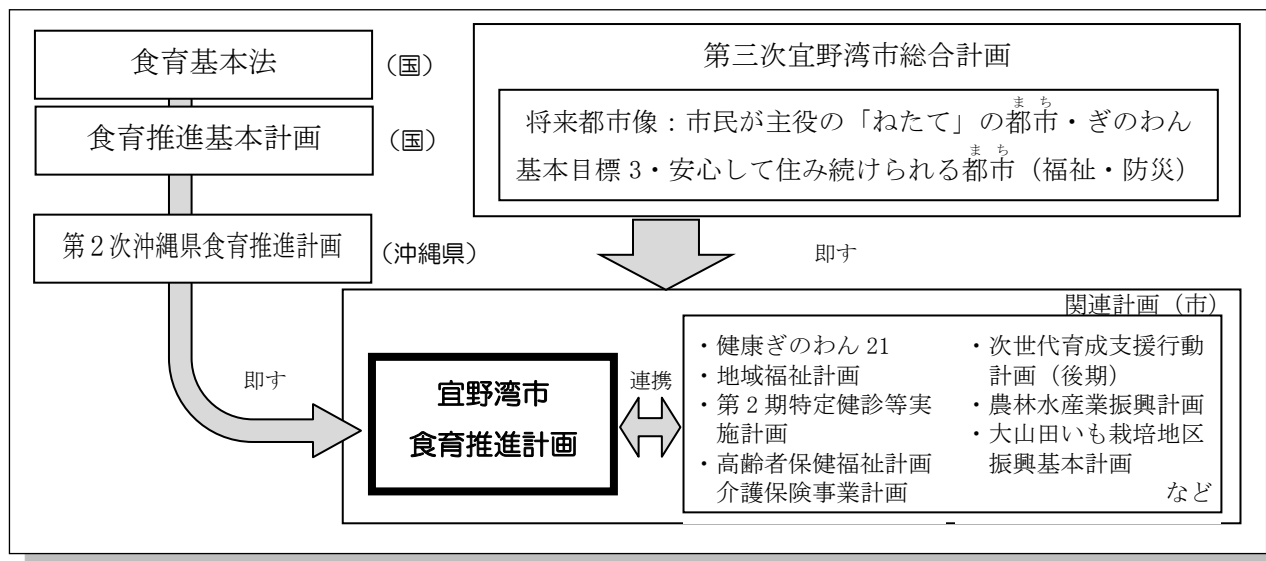 食育基本法
(国)
食育推進基本計画
(国)
第2次沖縄県食育推進計画
(沖縄県)
第三次宜野湾市総合計画
まち
将来都市像：市民が主役の「ねたて」の都市・ぎのわん
まち
基本目標3・安心して住み続けられる都市（福祉・防災）
即す
即す
関連計画（市）
宜野湾市
食育推進計画
連携
・健康ぎのわん21
・地域福祉計画
・第2期特定健診等実
施計画
・高齢者保健福祉計画
介護保険事業計画
・次世代育成支援行動
計画（後期）
・農林水産業振興計画
・大山田いも栽培地区
振興基本計画
など